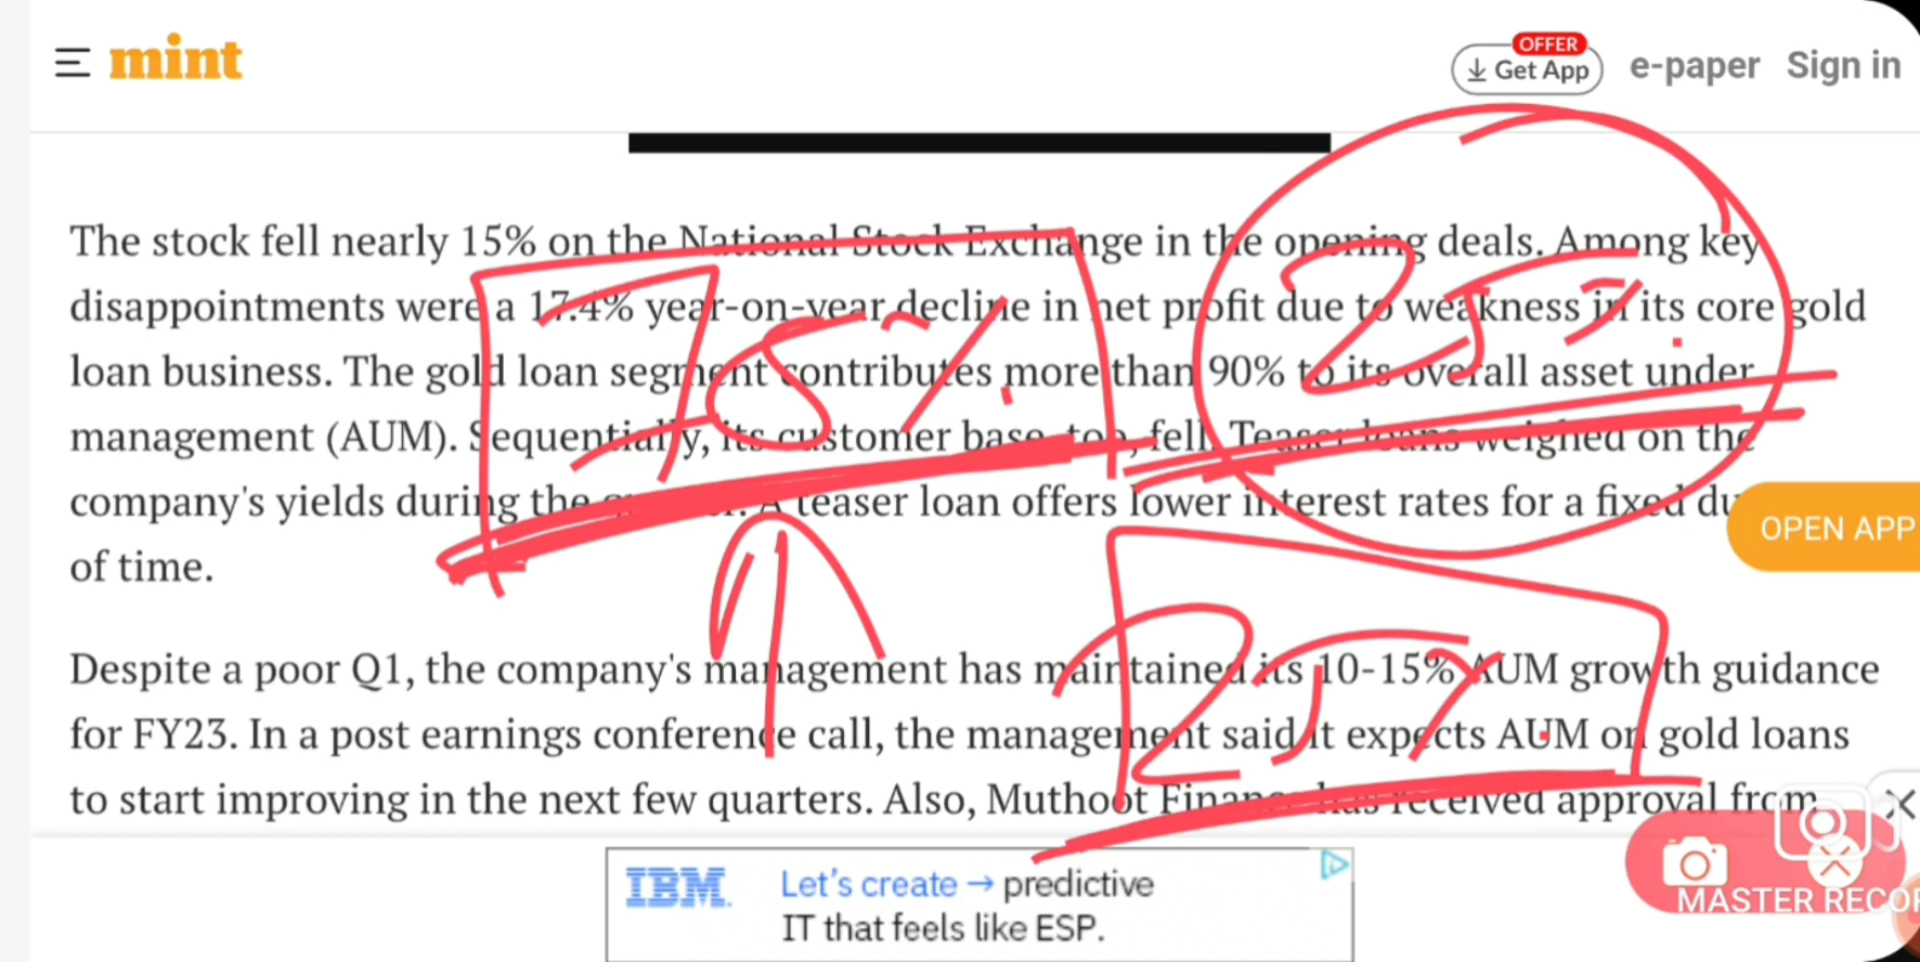 mint
OFFER
Get App
e-paper
Sign in
The stock fell nearly 15% on the National Stock Exchange in the opening deals. Among key
disappointments were a 17.4% year-on-year decline in net profit due to weakness in its core gold
loan business. The gold loan segment contributes more than 90% to its overall asset under
management (AUM). Sequentially, its customer base too, fell. Teaser loans weighed on the
company's yields during the A teaser loan offers lower interest rates for a fixed du
of time.
OPEN APP
75%
25%
25%
Despite a poor Q1, the company's management has maintained its 10-15% AUM growth guidance
for FY23. In a post earnings conference call, the management said it expects AUM on gold loans
to start improving in the next few quarters. Also, Muthoot Finance has received approval from
MASTER RECOR
IBM.
Let's create → predictive
IT that feels like ESP.